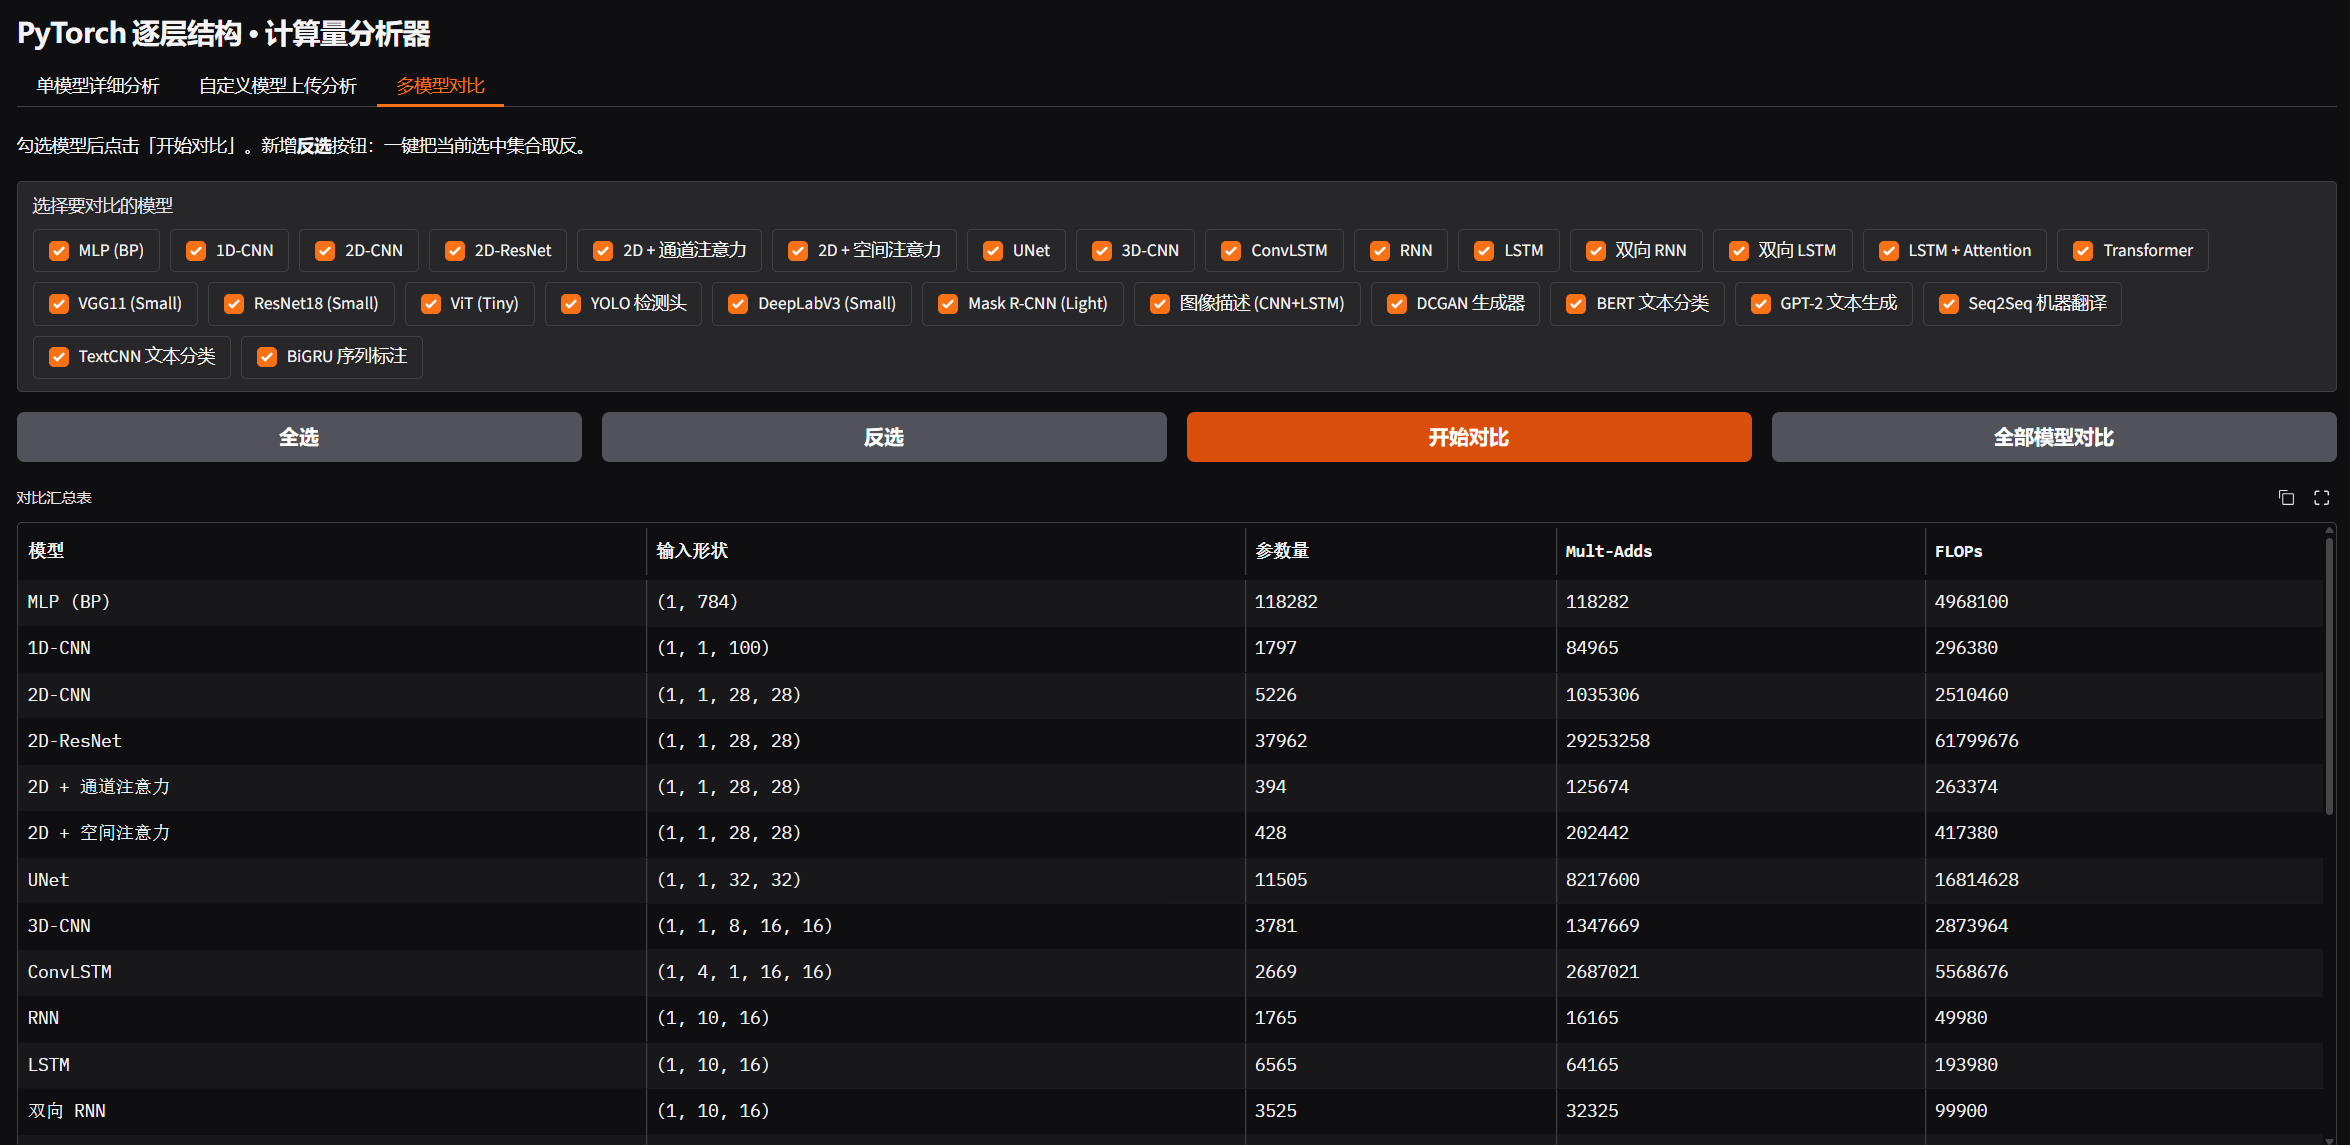 PyTorch 逐层结构 • 计算量分析器
单模型详细分析 自定义模型上传分析 多模型对比
勾选模型后点击「开始对比」。新增反选按钮：一键把当前选中集合取反。
选择要对比的模型
MLP (BP) 1D-CNN 2D-CNN 2D-ResNet 2D + 通道注意力 2D + 空间注意力 UNet 3D-CNN ConvLSTM RNN LSTM 双向 RNN 双向 LSTM LSTM + Attention Transformer
VGG11 (Small) ResNet18 (Small) ViT (Tiny) YOLO 检测头 DeepLabV3 (Small) Mask R-CNN (Light) 图像描述 (CNN+LSTM) DCGAN 生成器 BERT 文本分类 GPT-2 文本生成 Seq2Seq 机器翻译
TextCNN 文本分类 BiGRU 序列标注
全选 反选 开始对比 全部模型对比
对比汇总表
模型 输入形状 参数量 Mult-Adds FLOPs
MLP (BP) (1, 784) 118282 118282 4968100
1D-CNN (1, 1, 100) 1797 84965 296380
2D-CNN (1, 1, 28, 28) 5226 1035306 2510460
2D-ResNet (1, 1, 28, 28) 37962 29253258 61799676
2D + 通道注意力 (1, 1, 28, 28) 394 125674 263374
2D + 空间注意力 (1, 1, 28, 28) 428 202442 417380
UNet (1, 1, 32, 32) 11505 8217600 16814628
3D-CNN (1, 1, 8, 16, 16) 3781 1347669 2873964
ConvLSTM (1, 4, 1, 16, 16) 2669 2687021 5568676
RNN (1, 10, 16) 1765 16165 49980
LSTM (1, 10, 16) 6565 64165 193980
双向 RNN (1, 10, 16) 3525 32325 99900